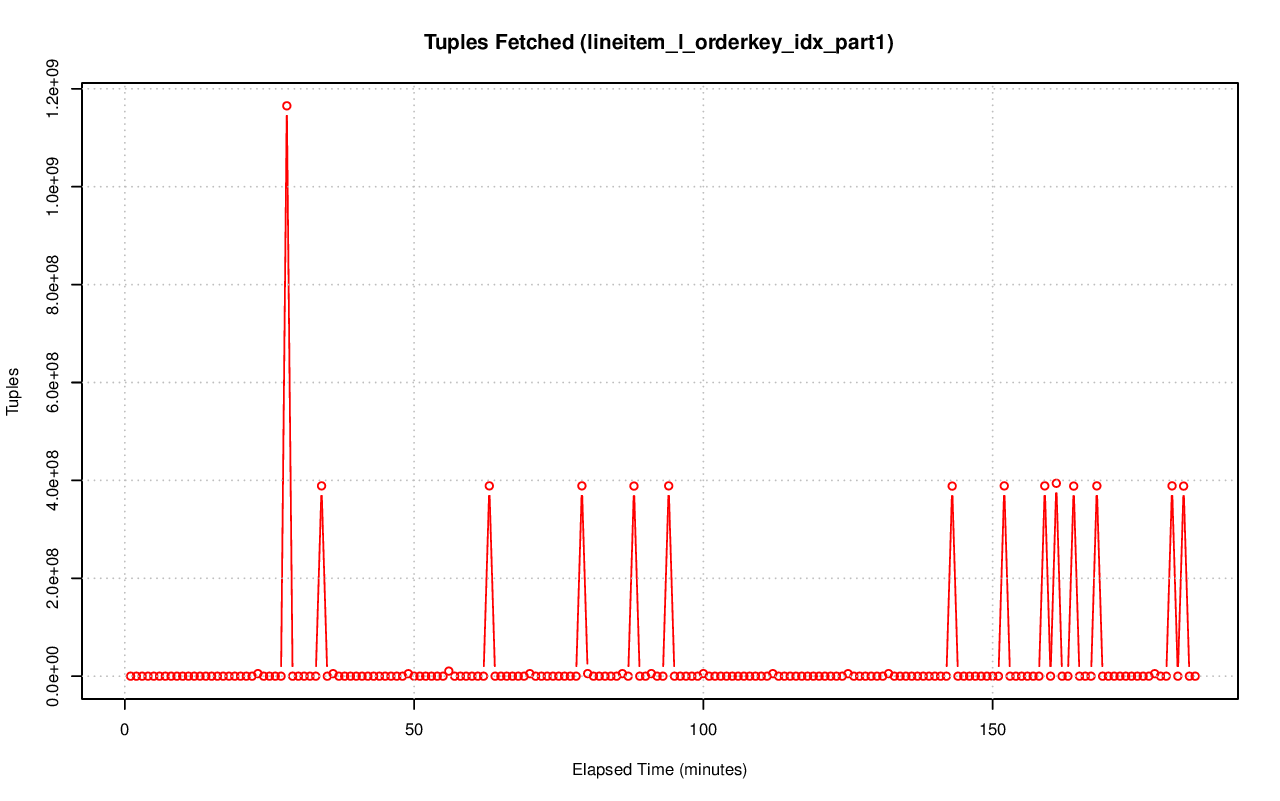 Tuples Fetched (lineitem_l_orderkey_idx_part1)
Tuples
1.2e+09
1.0e+09
8.0e+08
6.0e+08
4.0e+08
2.0e+08
0.0e+00
0 50 100 150
Elapsed Time (minutes)